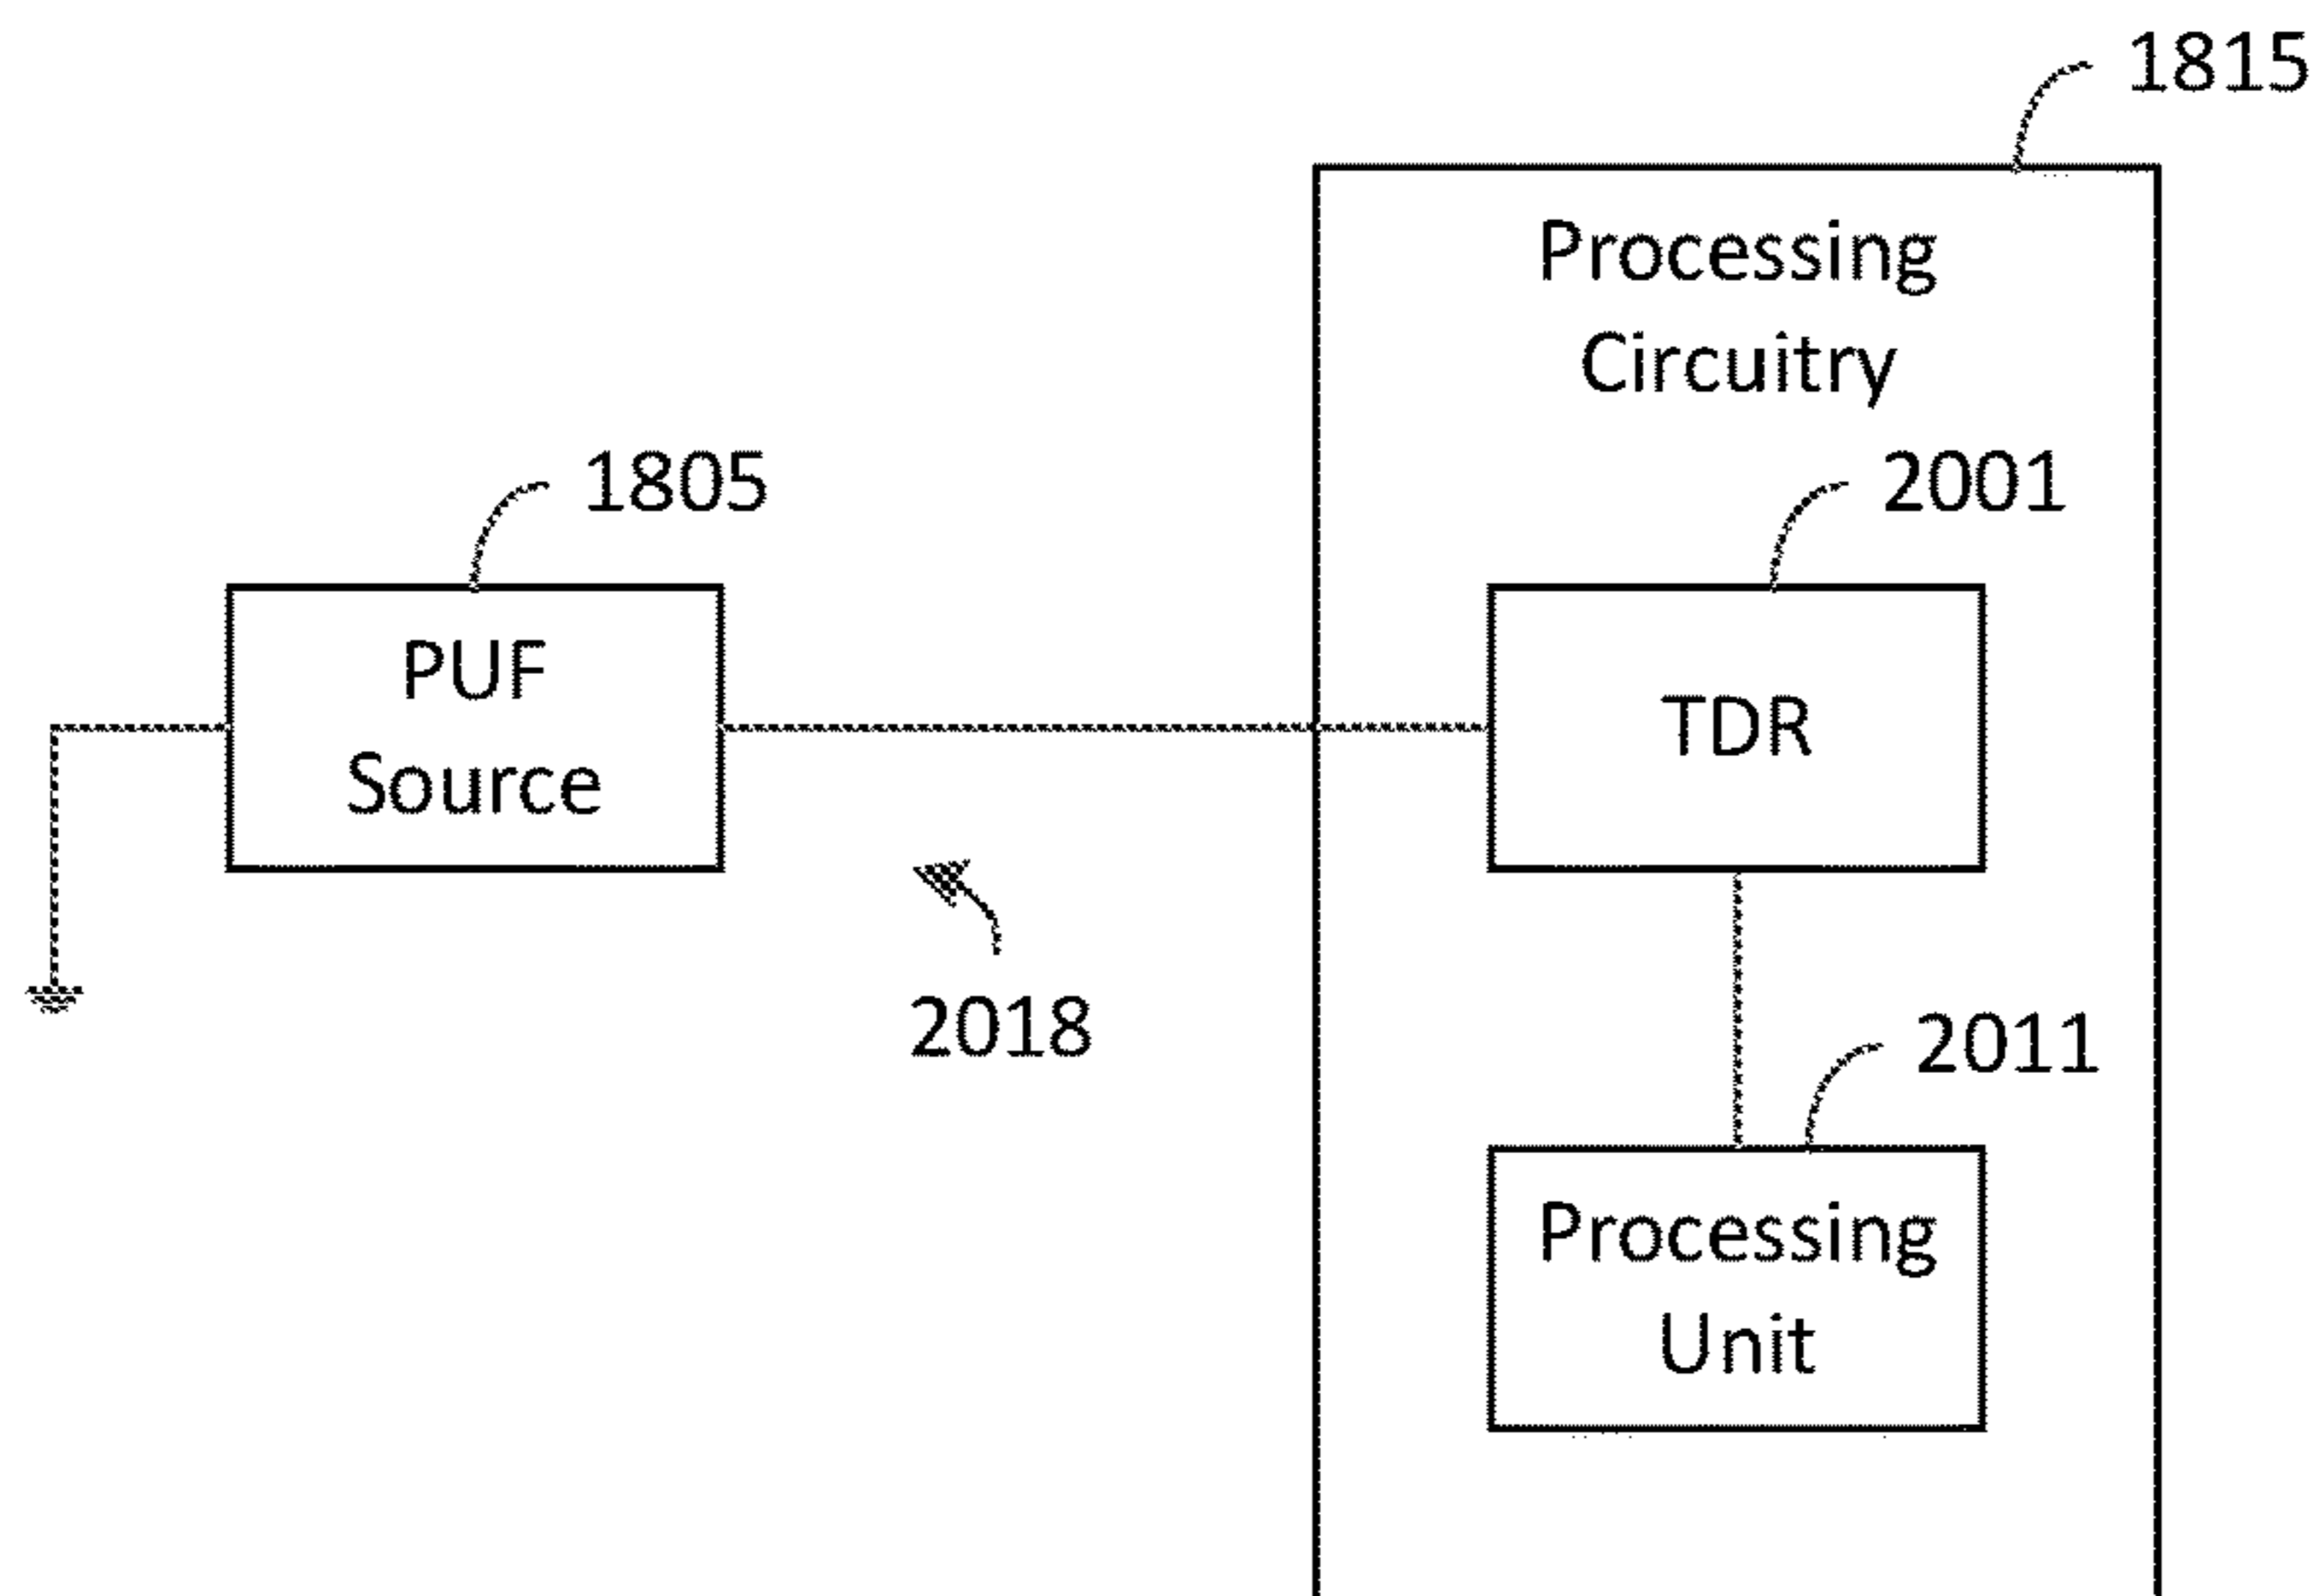 1815
Processing
Circuitry
1805
2001
PUF
Source
TDR
2018
2011
Processing
Unit